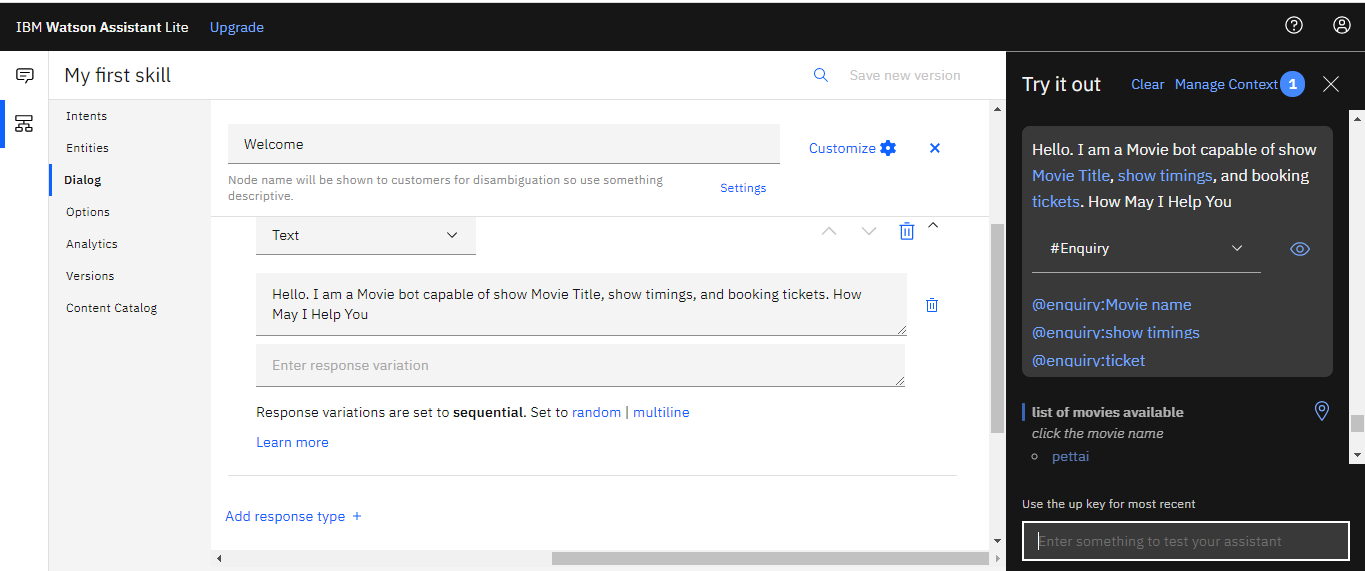 IBM Watson Assistant Lite Upgrade
My first skill
Save new version
Intents
Entities
Dialog
Options
Analytics
Versions
Content Catalog
Welcome
Customize
Node name will be shown to customers for disambiguation so use something
descriptive.
Settings
Text
Hello. I am a Movie bot capable of show Movie Title, show timings, and booking tickets. How
May I Help You
Enter response variation
Response variations are set to sequential. Set to random | multiline
Learn more
Add response type +
Try it out Clear Manage Context 1
Hello. I am a Movie bot capable of show
Movie Title, show timings, and booking
tickets. How May I Help You
#Enquiry
@enquiry:Movie name
@enquiry:show timings
@enquiry:ticket
list of movies available
click the movie name
pettai
Use the up key for most recent
Enter something to test your assistant